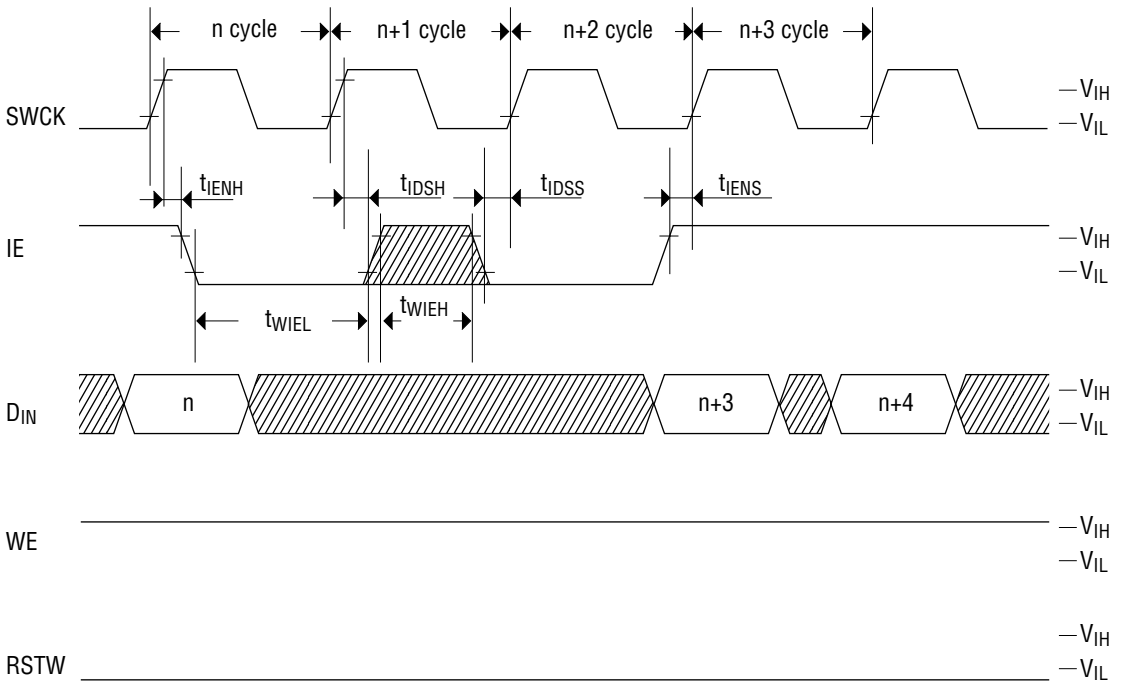 n cycle n+1 cycle n+2 cycle n+3 cycle
SWCK
VIH
VIL
tIENH tIDSH tIDSS tIENS
IE
VIH
VIL
tWIEL tWIEH
DIN
n n+3 n+4
VIH
VIL
WE
VIH
VIL
RSTW
VIH
VIL